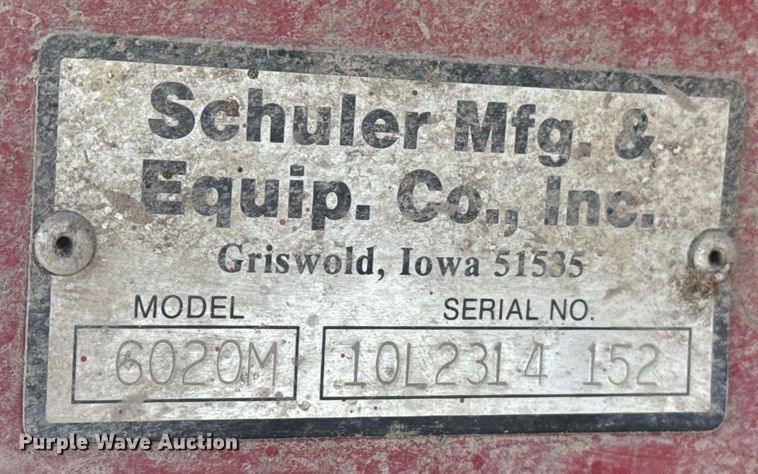 Schuler Mfg. &
Equip. Co., Inc.
Griswold, Iowa 51535
MODEL SERIAL NO.
6020M 10L2314 152
Purple Wave Auction